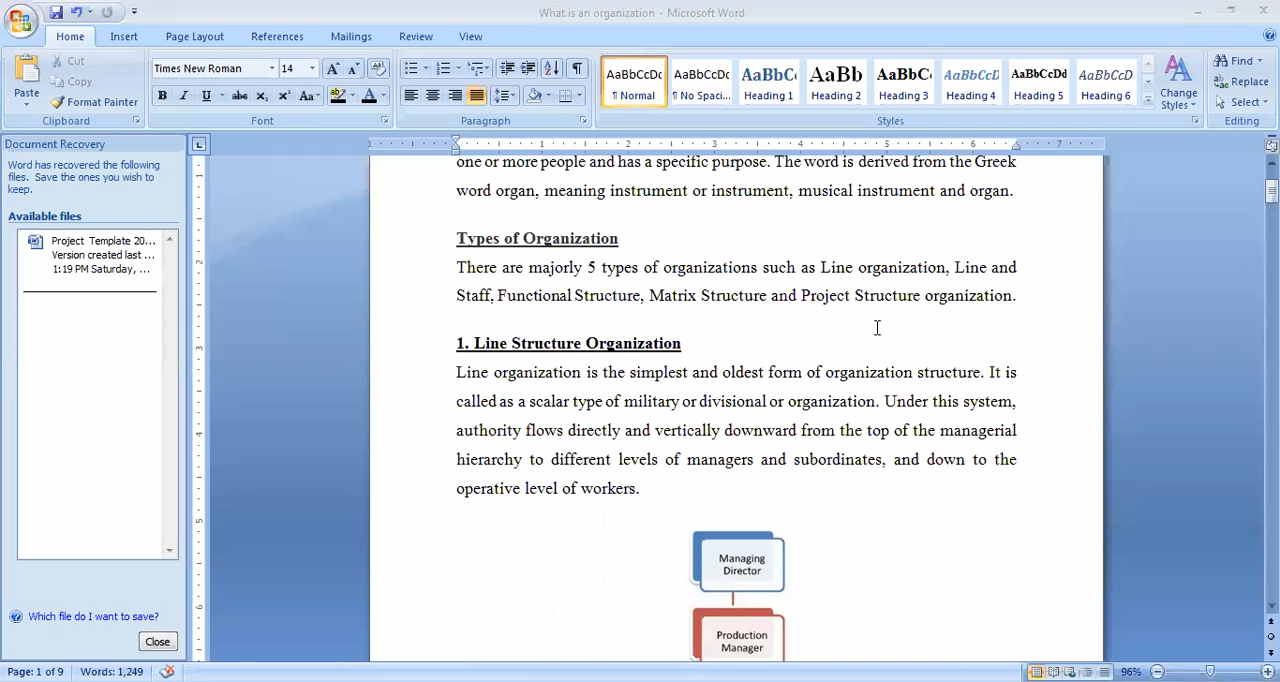 What is an organization - Microsoft Word
Home Insert Page Layout References Mailings Review View
Paste
Cut
Copy
Format Painter
Clipboard
Times New Roman 14
Font
Paragraph
AaBbCcDc AaBbCcDc AaBbC( AaBb AaBbC( AaBbCcD AaBbCcDd AaBbCcD
¶ Normal ¶ No Spaci... Heading 1 Heading 2 Heading 3 Heading 4 Heading 5 Heading 6
Change
Styles
Styles
Find
Replace
Select
Editing
Document Recovery
Word has recovered the following
files. Save the ones you wish to
keep.
Available files
Project Template 20...
Version created last ...
1:19 PM Saturday, ...
Which file do I want to save?
Close
one or more people and has a specific purpose. The word is derived from the Greek
word organ, meaning instrument or instrument, musical instrument and organ.
Types of Organization
There are majorly 5 types of organizations such as Line organization, Line and
Staff, Functional Structure, Matrix Structure and Project Structure organization.
1. Line Structure Organization
Line organization is the simplest and oldest form of organization structure. It is
called as a scalar type of military or divisional or organization. Under this system,
authority flows directly and vertically downward from the top of the managerial
hierarchy to different levels of managers and subordinates, and down to the
operative level of workers.
Managing
Director
Production
Manager
Page: 1 of 9 Words: 1,249 96%